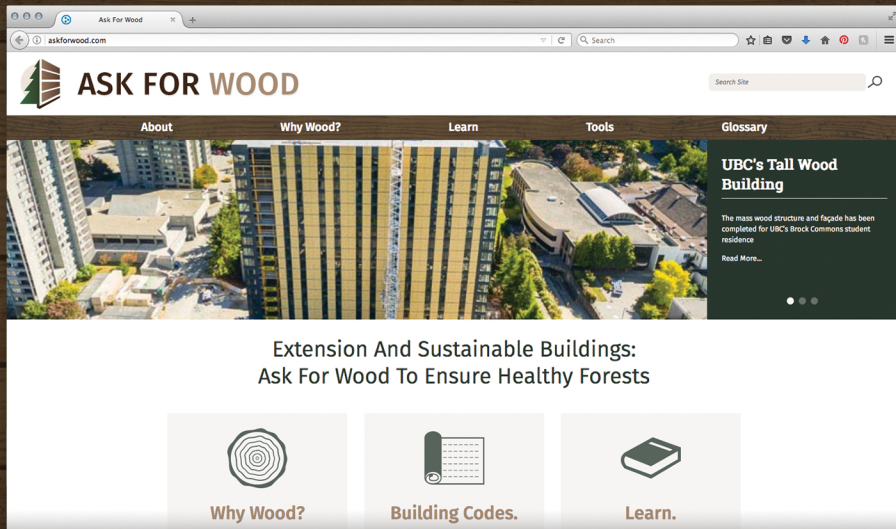 Ask For Wood
askforwood.com
Search
ASK FOR WOOD
Search Site
About
Why Wood?
Learn
Tools
Glossary
UBC's Tall Wood
Building
The mass wood structure and façade has been
completed for UBC's Brock Commons student
residence
Read More...
Extension And Sustainable Buildings:
Ask For Wood To Ensure Healthy Forests
Why Wood?
Building Codes.
Learn.